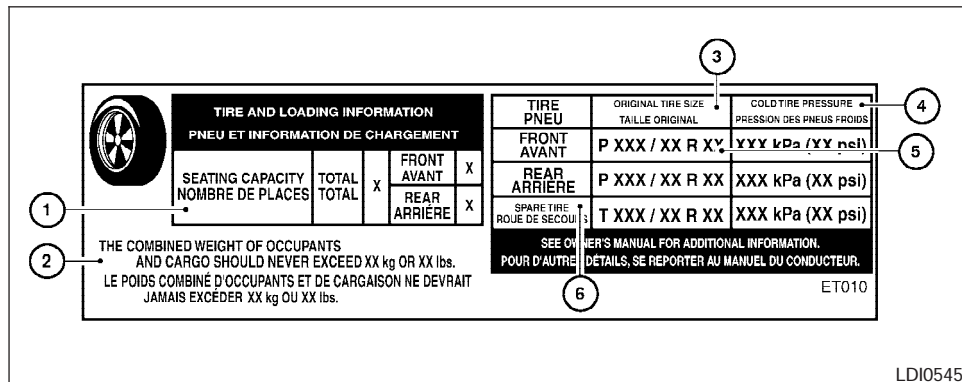 3
4
TIRE AND LOADING INFORMATION
PNEU ET INFORMATION DE CHARGEMENT
SEATING CAPACITY
NOMBRE DE PLACES
TOTAL
TOTAL
X
FRONT
AVANT
X
REAR
ARRIÈRE
X
1
2
THE COMBINED WEIGHT OF OCCUPANTS
AND CARGO SHOULD NEVER EXCEED XX kg OR XX lbs.
LE POIDS COMBINÉ D'OCCUPANTS ET DE CARGAISON NE DEVRAIT
JAMAIS EXCÉDER XX kg OU XX lbs.
TIRE
PNEU
ORIGINAL TIRE SIZE
TAILLE ORIGINAL
COLD TIRE PRESSURE
PRESSION DES PNEUS FROIDS
FRONT
AVANT
P XXX / XX R XX
XXX kPa (XX psi)
5
REAR
ARRIÈRE
P XXX / XX R XX
XXX kPa (XX psi)
SPARE TIRE
ROUE DE SECOURS
T XXX / XX R XX
XXX kPa (XX psi)
SEE OWNER'S MANUAL FOR ADDITIONAL INFORMATION.
POUR D'AUTRES DÉTAILS, SE REPORTER AU MANUEL DU CONDUCTEUR.
6
ET010
LDI0545